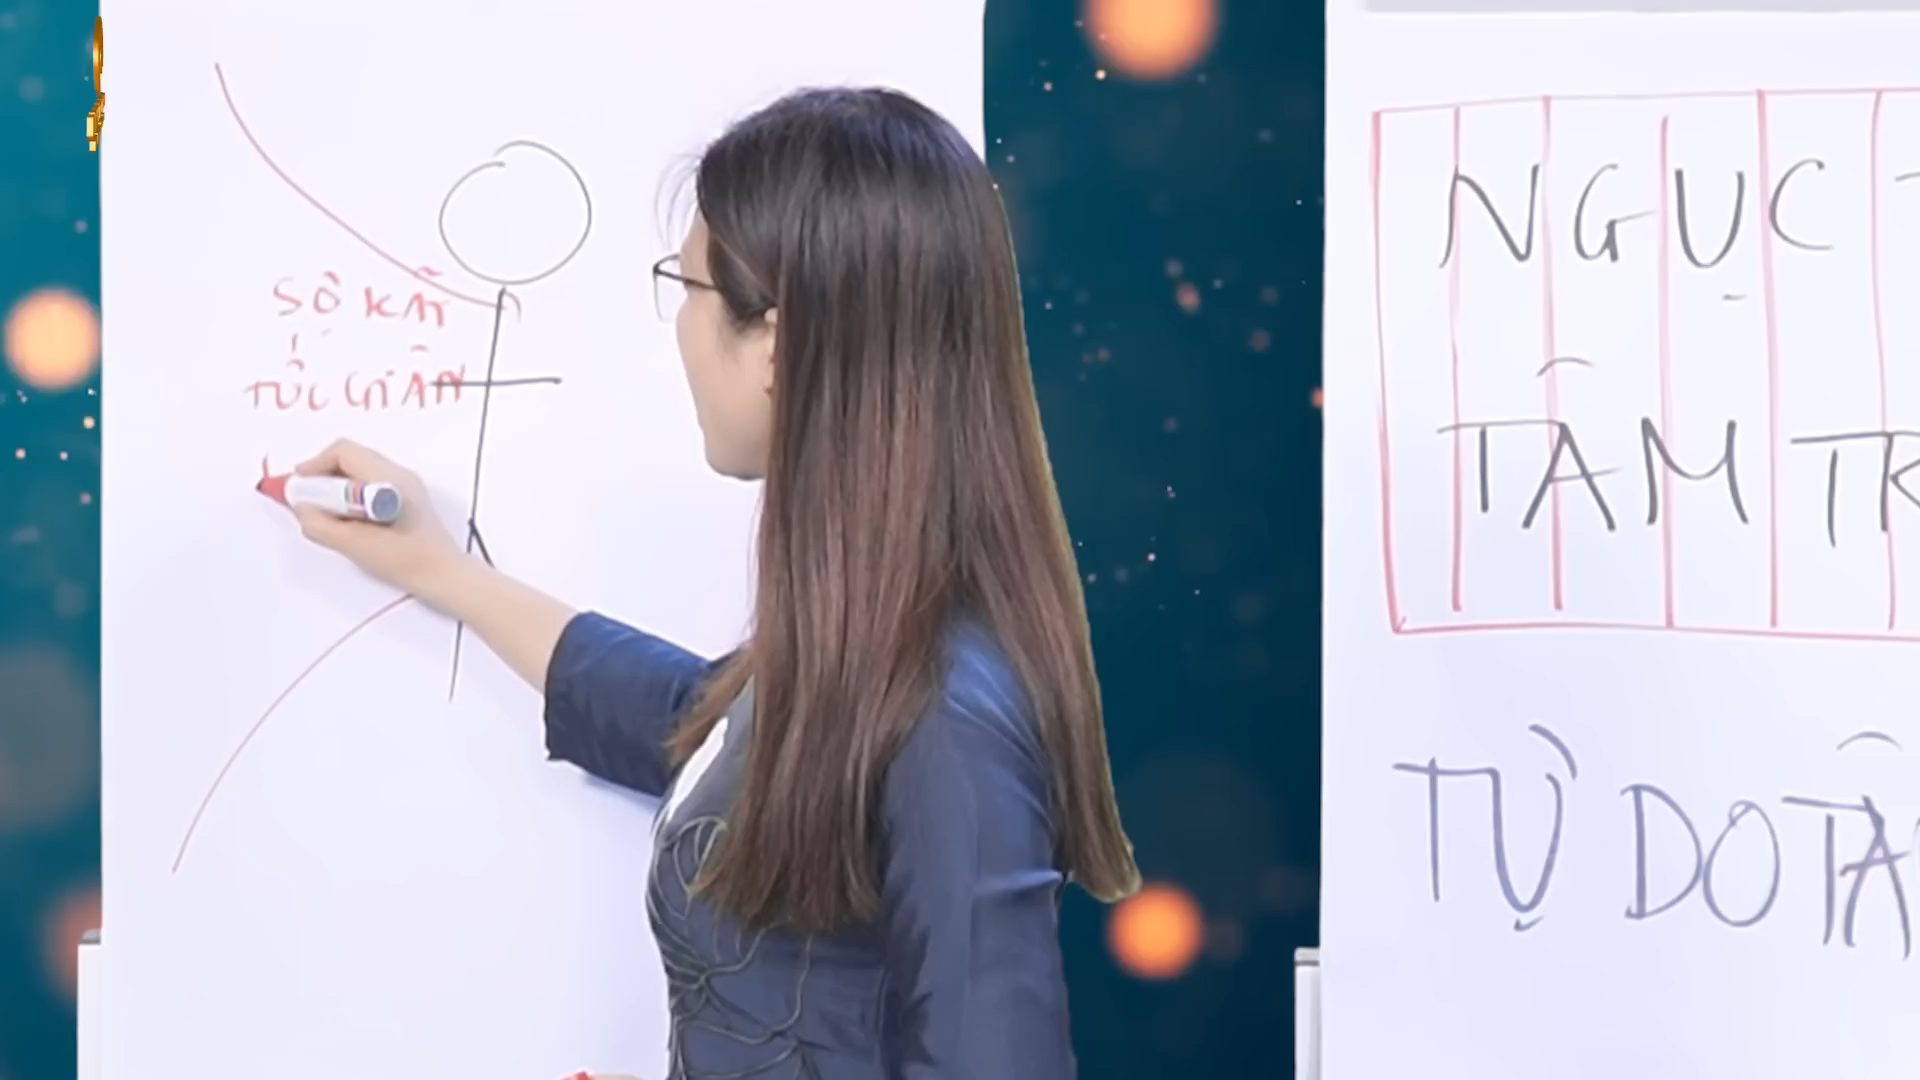 SỢ HÃI
TỨC GIẬN
NGỤC
TÂM TR
TỰ DO TÂ